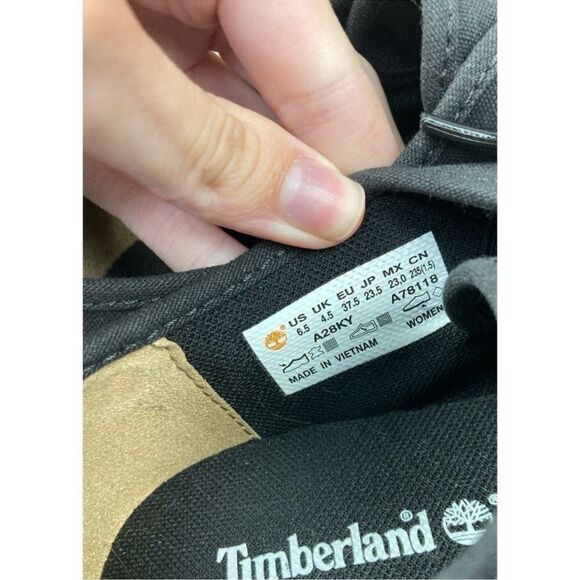 US UK EU JP MX CN
6.5 4.5 37.5 23.5 23.0 235(1.5)
A28KY A78118
WOMEN
MADE IN VIETNAM
Timberland®